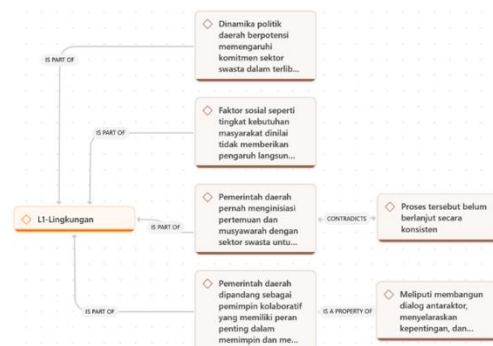 Dinamika politik
daerah berpotensi
memengaruhi
komitmen sektor
swasta dalam terlib...
IS PART OF
Faktor sosial seperti
tingkat kebutuhan
masyarakat dinilai
tidak memberikan
pengaruh langsun...
IS PART OF
L1-Lingkungan
IS PART OF
Pemerintah daerah
pernah menginisiasi
pertemuan dan
musyawarah dengan
sektor swasta untu...
CONTRADICTS
Proses tersebut belum
berlanjut secara
konsisten
IS PART OF
Pemerintah daerah
dipandang sebagai
pemimpin kolaboratif
yang memiliki peran
penting dalam
memimpin dan me...
IS A PROPERTY OF
Meliputi membangun
dialog antaraktor,
menyelaraskan
kepentingan, dan...